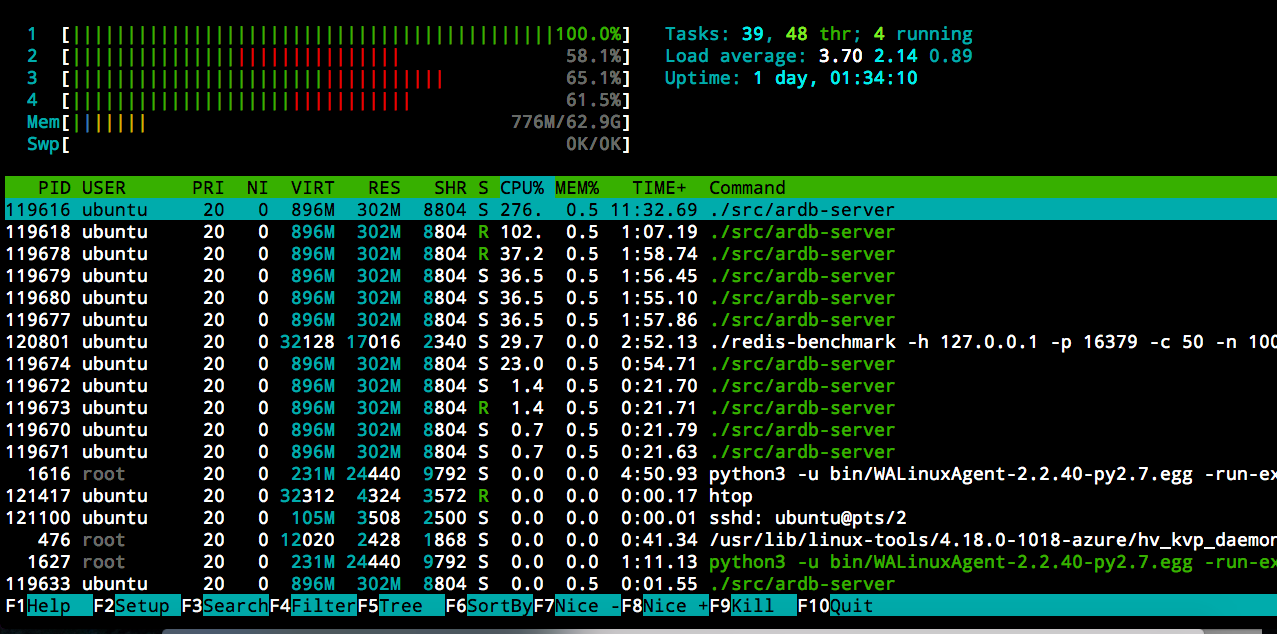 1 [||||||||||||||||||||||||||||||||||||||||||||100.0%] Tasks: 39, 48 thr; 4 running
2 [|||||||||||||||||||||||||||||| 58.1%] Load average: 3.70 2.14 0.89
3 [|||||||||||||||||||||||||||||||||| 65.1%] Uptime: 1 day, 01:34:10
4 [||||||||||||||||||||||||||||||| 61.5%]
Mem[||||||| 776M/62.9G]
Swp[ 0K/0K]
PID USER PRI NI VIRT RES SHR S CPU% MEM% TIME+ Command
119616 ubuntu 20 0 896M 302M 8804 S 276. 0.5 11:32.69 ./src/ardb-server
119618 ubuntu 20 0 896M 302M 8804 R 102. 0.5 1:07.19 ./src/ardb-server
119678 ubuntu 20 0 896M 302M 8804 R 37.2 0.5 1:58.74 ./src/ardb-server
119679 ubuntu 20 0 896M 302M 8804 S 36.5 0.5 1:56.45 ./src/ardb-server
119680 ubuntu 20 0 896M 302M 8804 S 36.5 0.5 1:55.10 ./src/ardb-server
119677 ubuntu 20 0 896M 302M 8804 S 36.5 0.5 1:57.86 ./src/ardb-server
120801 ubuntu 20 0 32128 17016 2340 S 29.7 0.0 2:52.13 ./redis-benchmark -h 127.0.0.1 -p 16379 -c 50 -n 100
119674 ubuntu 20 0 896M 302M 8804 S 23.0 0.5 0:54.71 ./src/ardb-server
119672 ubuntu 20 0 896M 302M 8804 S 1.4 0.5 0:21.70 ./src/ardb-server
119673 ubuntu 20 0 896M 302M 8804 R 1.4 0.5 0:21.71 ./src/ardb-server
119670 ubuntu 20 0 896M 302M 8804 S 0.7 0.5 0:21.79 ./src/ardb-server
119671 ubuntu 20 0 896M 302M 8804 S 0.7 0.5 0:21.63 ./src/ardb-server
1616 root 20 0 231M 24440 9792 S 0.0 0.0 4:50.93 python3 -u bin/WALinuxAgent-2.2.40-py2.7.egg -run-ex
121417 ubuntu 20 0 32312 4324 3572 R 0.0 0.0 0:00.17 htop
121100 ubuntu 20 0 105M 3508 2500 S 0.0 0.0 0:00.01 sshd: ubuntu@pts/2
476 root 20 0 12020 2428 1868 S 0.0 0.0 0:41.34 /usr/lib/linux-tools/4.18.0-1018-azure/hv_kvp_daemon
1627 root 20 0 231M 24440 9792 S 0.0 0.0 1:11.13 python3 -u bin/WALinuxAgent-2.2.40-py2.7.egg -run-ex
119633 ubuntu 20 0 896M 302M 8804 S 0.0 0.5 0:01.55 ./src/ardb-server
F1Help F2Setup F3SearchF4FilterF5Tree F6SortByF7Nice -F8Nice +F9Kill F10Quit